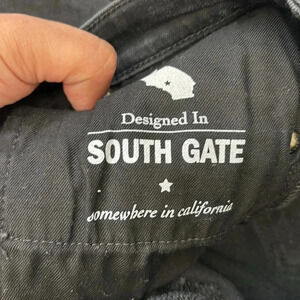 Designed In
SOUTH GATE
somewhere in california